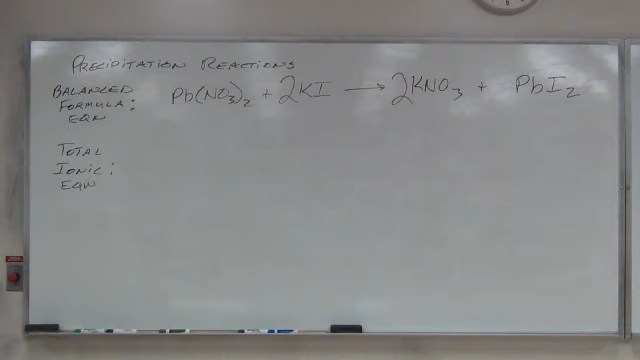 PRECIPITATION REACTIONS
BALANCED FORMULA: EQN Pb(NO₃)₂ + 2KI → 2KNO₃ + PbI₂
TOTAL
IONIC:
EQN